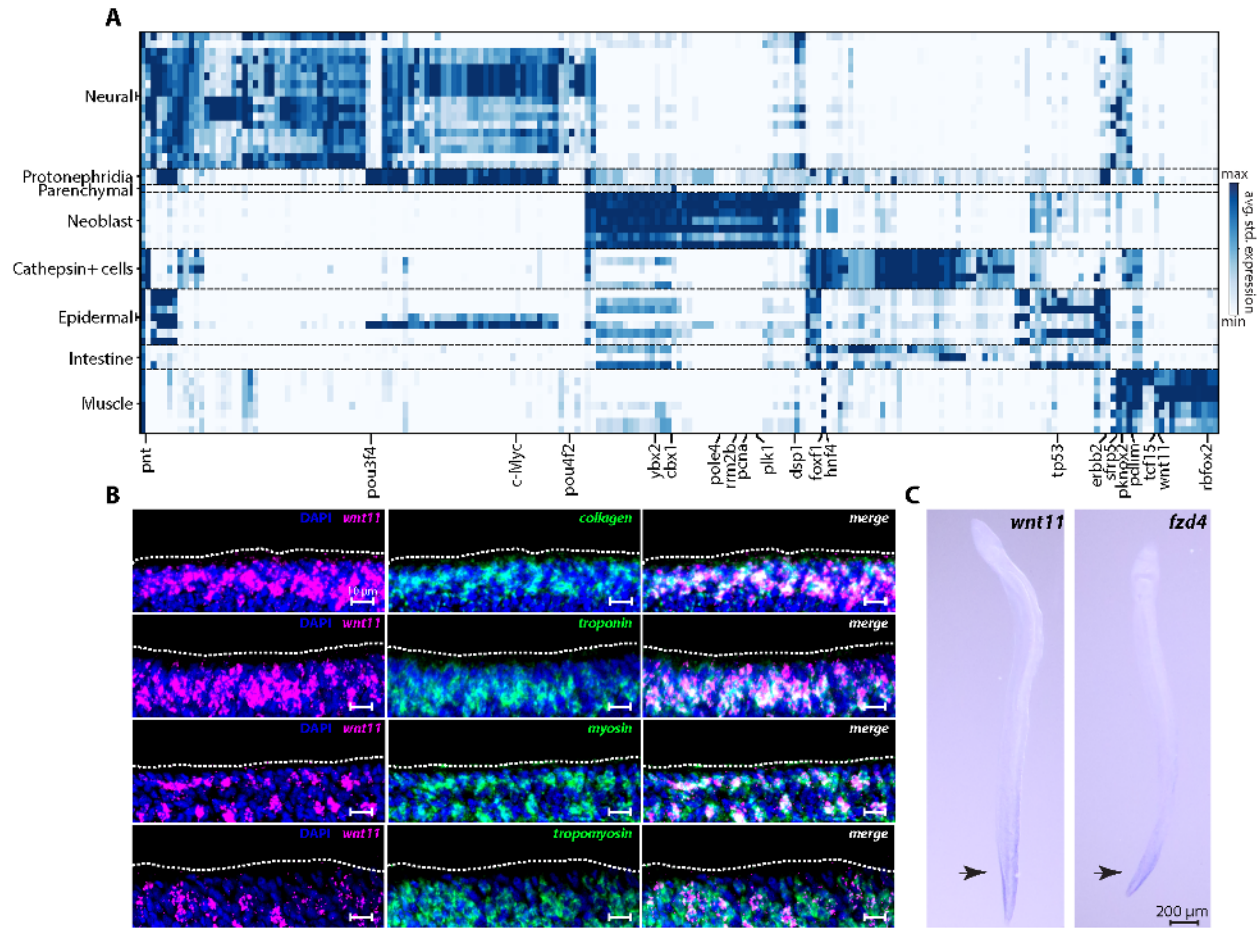 A
Neural
Protonephridia
Parenchymal
Neoblast
Cathepsin+ cells
Epidermal
Intestine
Muscle
max
avg. std. expression
min
pnt
pou3f4
c-Myc
pou4f2
ybx2
cbx1
pole4
rrm2b
pcna
plk1
dsp1
foxf1
hnf4
tp53
erbb2
sfrp5
pknox2
pdlim
tcf15
wnt11
rbfox2
B
DAPI wnt11
collagen
merge
10 µm
DAPI wnt11
troponin
merge
DAPI wnt11
myosin
merge
DAPI wnt11
tropomyosin
merge
C
wnt11
fzd4
200 µm